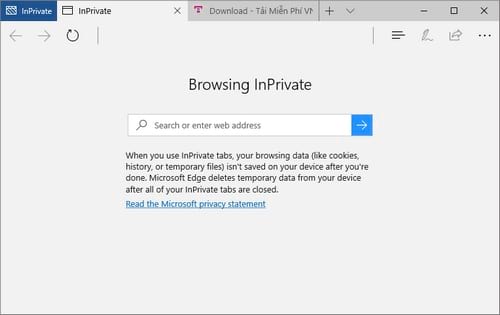 InPrivate
InPrivate
Download - Tải Miễn Phí VN
Browsing InPrivate
Search or enter web address
When you use InPrivate tabs, your browsing data (like cookies,
history, or temporary files) isn't saved on your device after you're
done. Microsoft Edge deletes temporary data from your device
after all of your InPrivate tabs are closed.
Read the Microsoft privacy statement